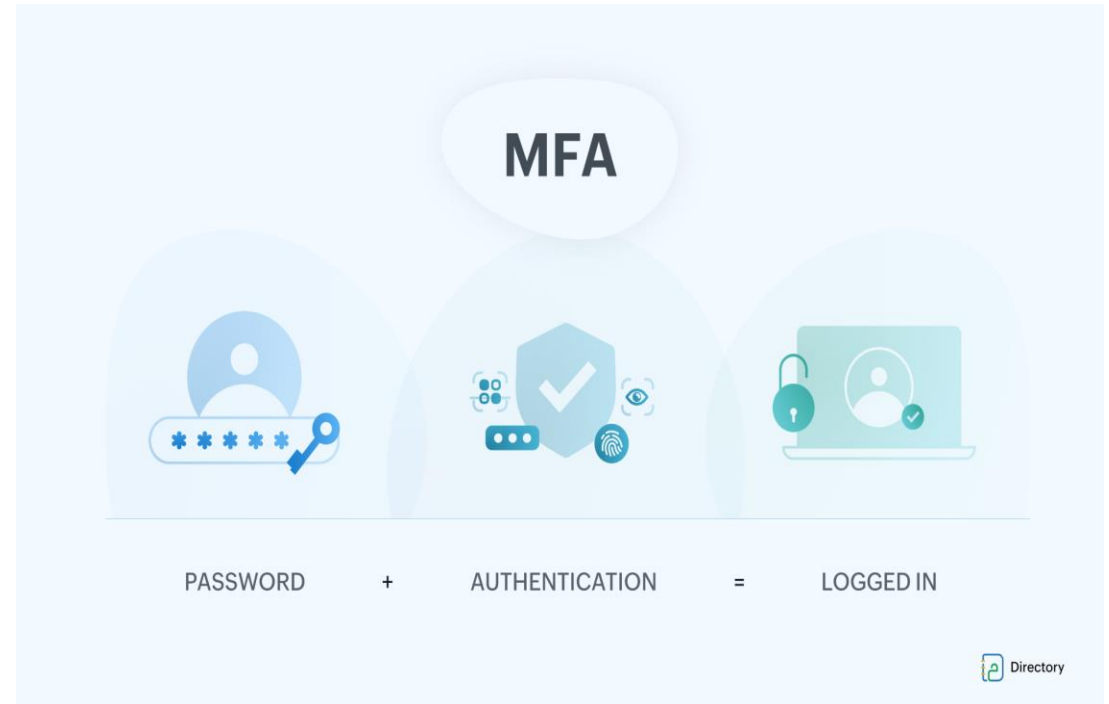 MFA
*****
PASSWORD + AUTHENTICATION = LOGGED IN
Directory